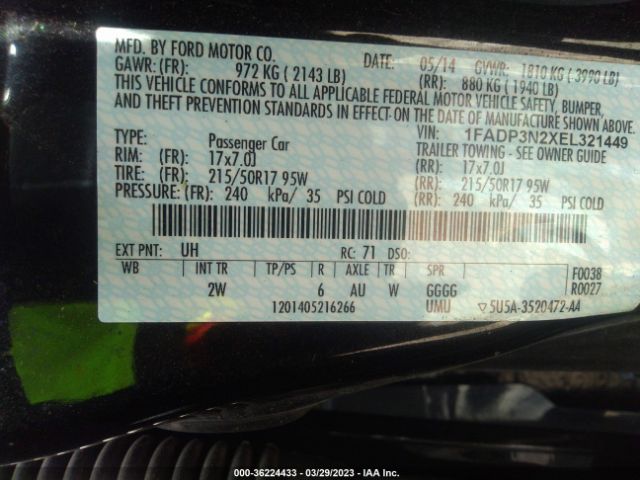 MFD. BY FORD MOTOR CO. DATE: 05/14 GVWR: 1810 KG ( 3990 LB)
GAWR: (FR): 972 KG ( 2143 LB) (RR): 880 KG ( 1940 LB)
THIS VEHICLE CONFORMS TO ALL APPLICABLE FEDERAL MOTOR VEHICLE SAFETY, BUMPER,
AND THEFT PREVENTION STANDARDS IN EFFECT ON THE DATE OF MANUFACTURE SHOWN ABOVE.
VIN: 1FADP3N2XEL321449
TYPE: Passenger Car TRAILER TOWING - SEE OWNER GUIDE
RIM: (FR): 17x7.0J (RR): 17x7.0J
TIRE: (FR): 215/50R17 95W (RR): 215/50R17 95W
PRESSURE: (FR): 240 kPa/ 35 PSI COLD (RR): 240 kPa/ 35 PSI COLD
EXT PNT: UH RC: 71 DSO:
WB INT TR TP/PS R AXLE TR SPR F0038
2W 6 AU W GGGG R0027
1201405216266 UMU ▽5U5A-3520472-AA
000-36224433 - 03/29/2023 - IAA Inc.